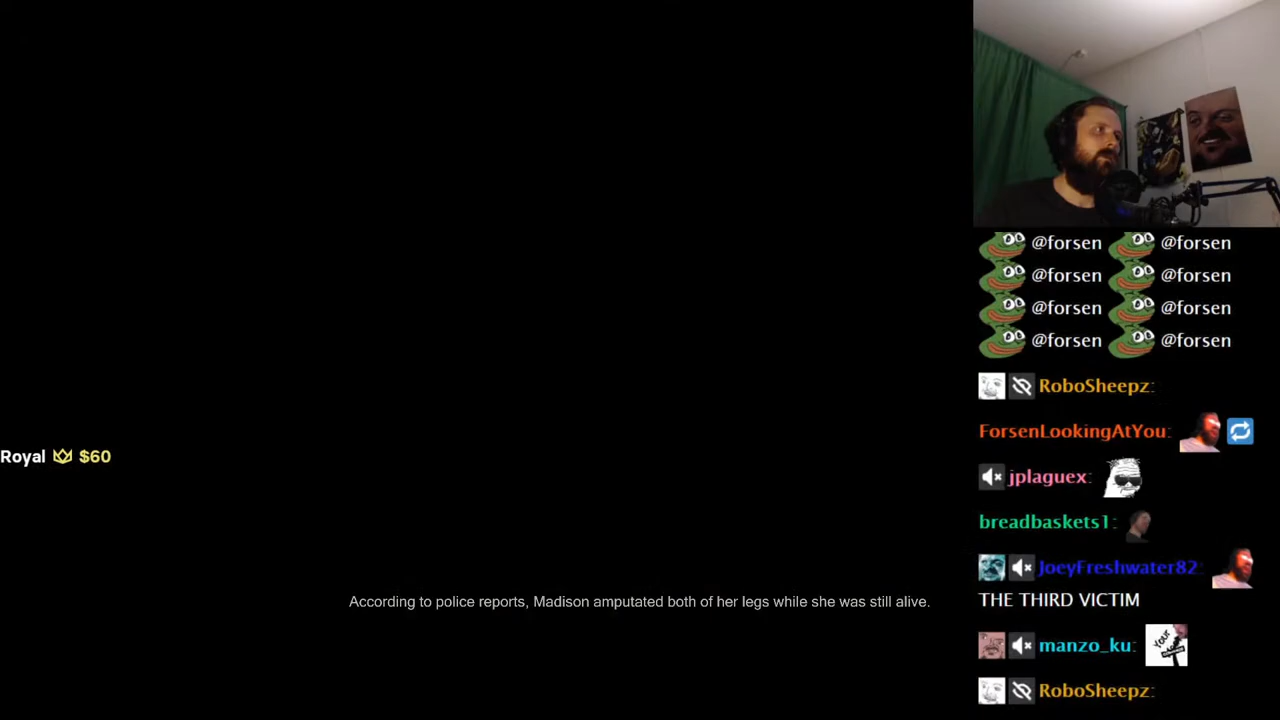 @forsen @forsen
@forsen @forsen
@forsen @forsen
@forsen @forsen
RoboSheepz:
ForsenLookingAtYou:
Royal $60
jplaguex:
breadbaskets1:
JoeyFreshwater82:
According to police reports, Madison amputated both of her legs while she was still alive.
THE THIRD VICTIM
manzo_ku:
RoboSheepz: